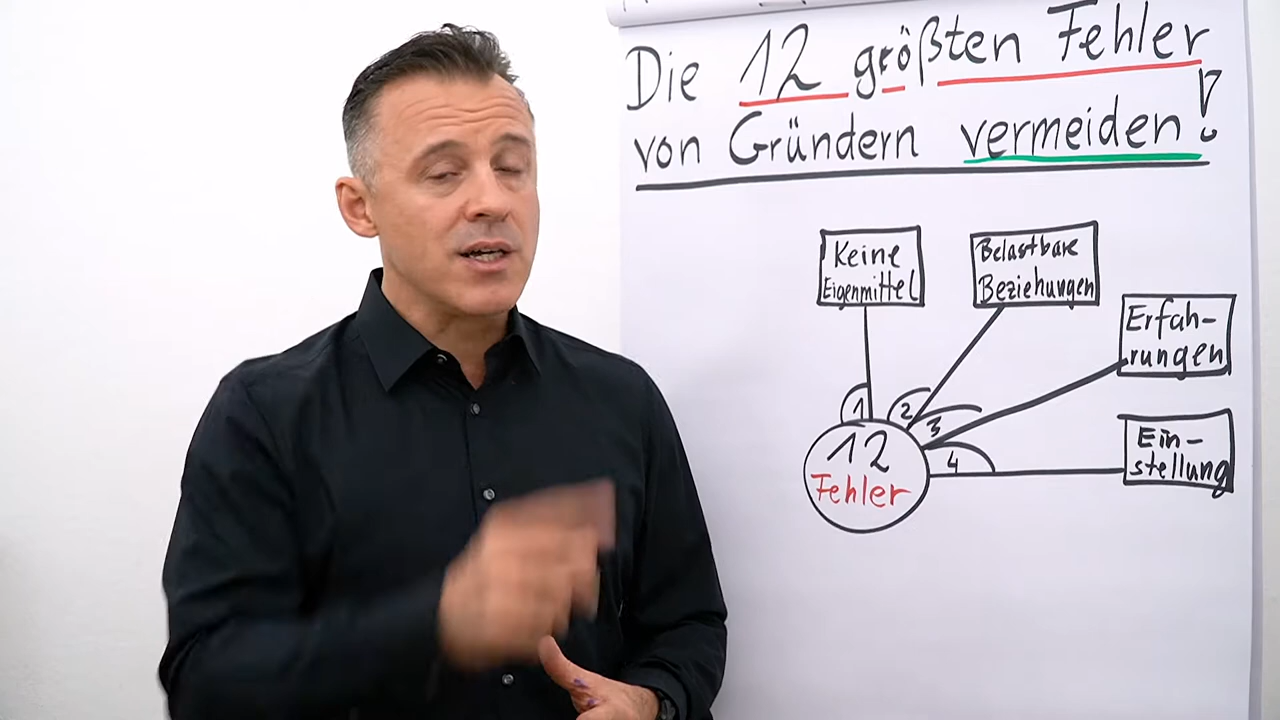 Die 12 größten Fehler
von Gründern vermeiden!
Keine
Eigenmittel
Belastbare
Beziehungen
Erfah-
rungen
Ein-
stellung
1
2
3
4
12
Fehler